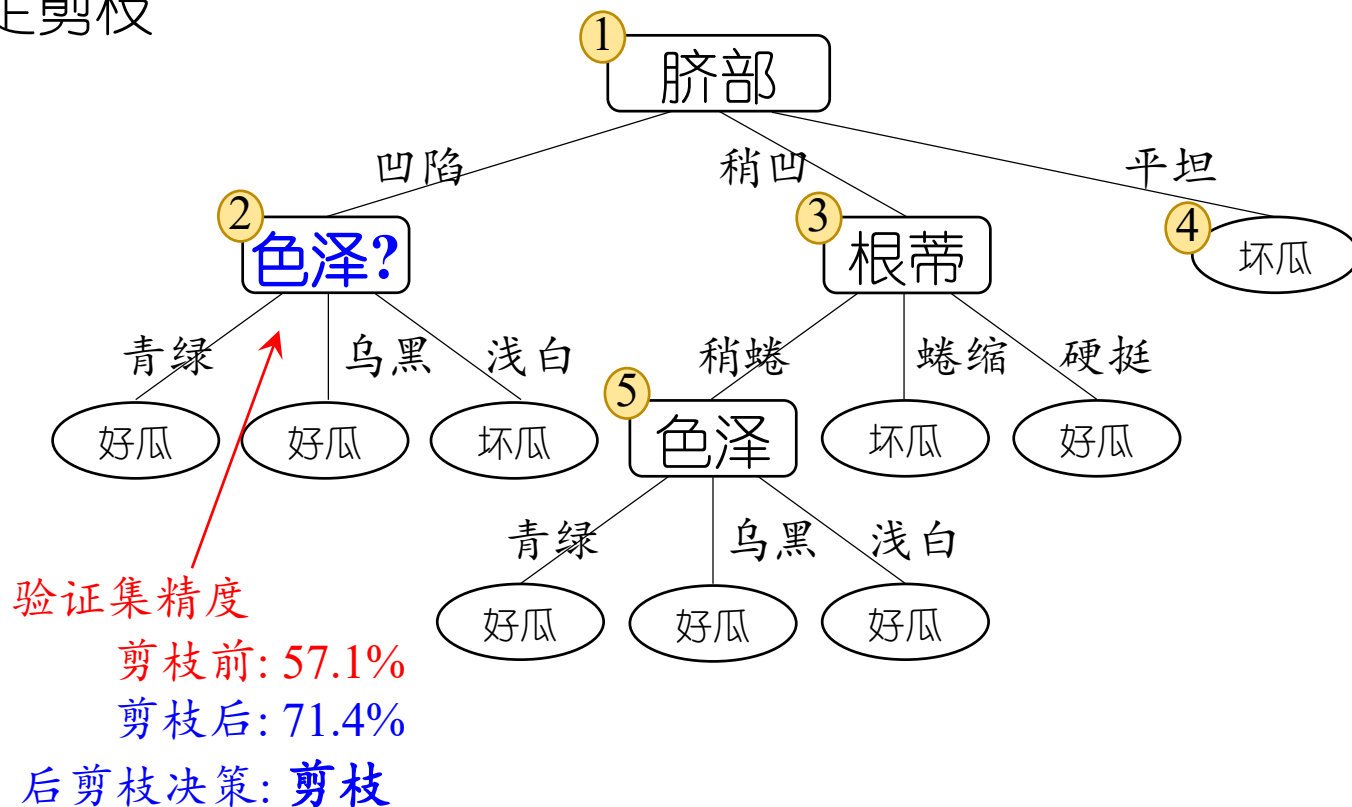 剪枝
1
脐部
凹陷
稍凹
平坦
2
色泽?
3
根蒂
4
坏瓜
青绿
乌黑
浅白
稍蜷
蜷缩
硬挺
好瓜
好瓜
坏瓜
5
色泽
坏瓜
好瓜
青绿
乌黑
浅白
好瓜
好瓜
好瓜
验证集精度
剪枝前: 57.1%
剪枝后: 71.4%
后剪枝决策: 剪枝